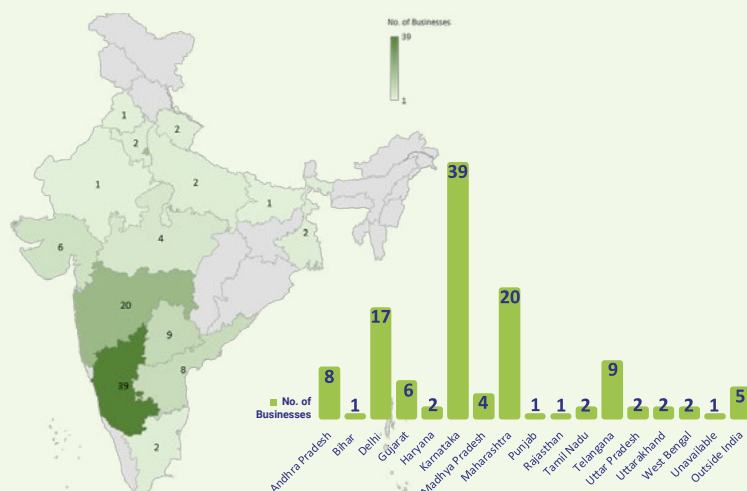 No. of Businesses
39
1
1
2
2
1
2
1
2
6
4
20
9
8
39
2
39
20
17
9
8
6
5
4
2
2
2
2
2
1
1
1
1
No. of
Businesses
Andhra Pradesh
Bihar
Delhi
Gujarat
Haryana
Karnataka
Madhya Pradesh
Maharashtra
Punjab
Rajasthan
Tamil Nadu
Telangana
Uttar Pradesh
Uttarakhand
West Bengal
Unavailable
Outside India